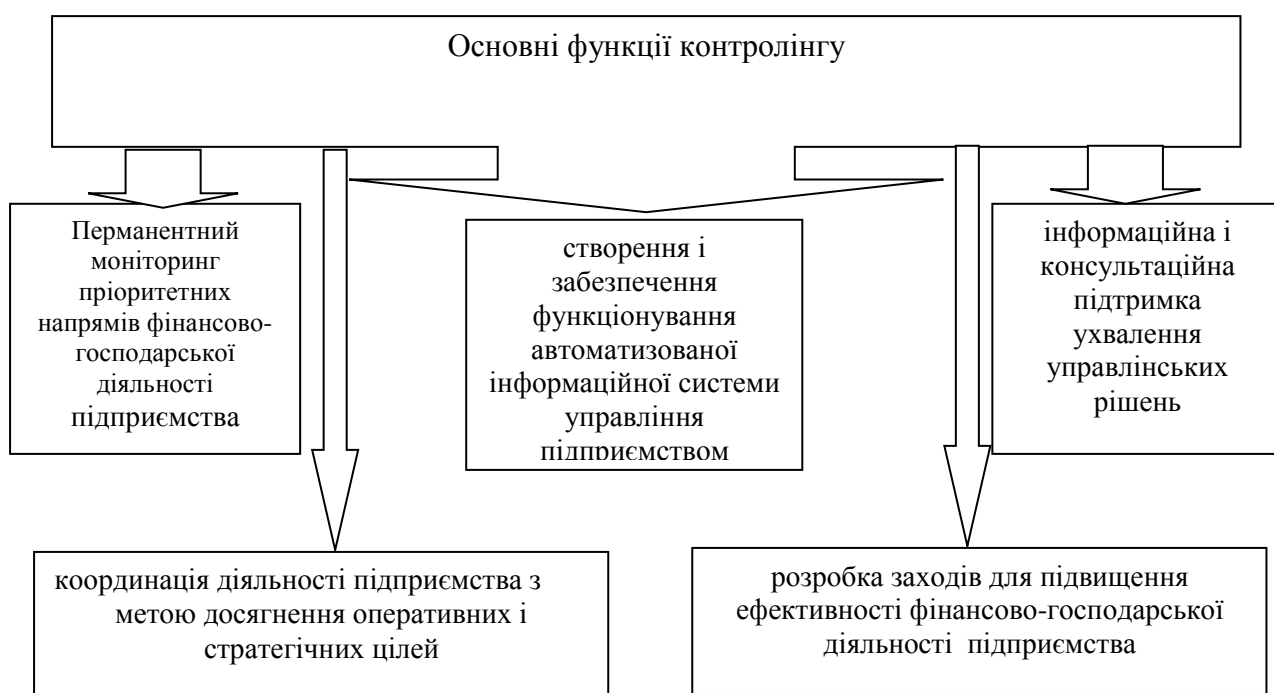 Основні функції контролінгу
Перманентний
моніторинг
пріоритетних
напрямів фінансово-
господарської
діяльності
підприємства
створення і
забезпечення
функціонування
автоматизованої
інформаційної системи
управління
підприємством
інформаційна і
консультаційна
підтримка
ухвалення
управлінських
рішень
координація діяльності підприємства з
метою досягнення оперативних і
стратегічних цілей
розробка заходів для підвищення
ефективності фінансово-господарської
діяльності підприємства